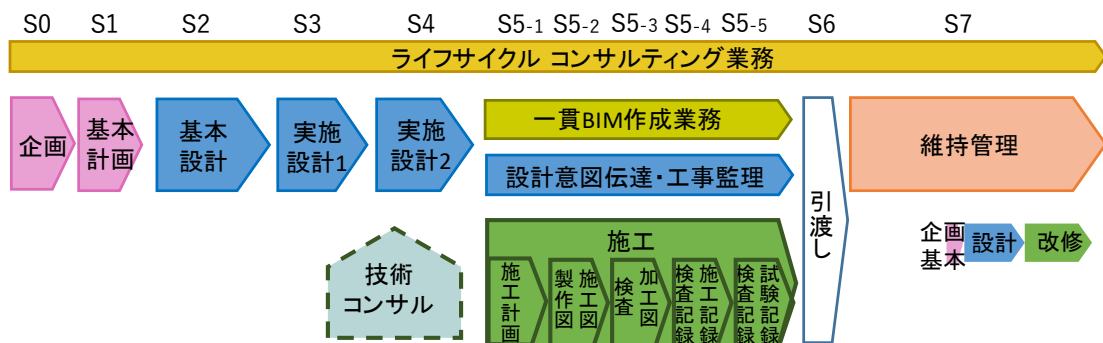 S0 S1 S2 S3 S4 S5-1 S5-2 S5-3 S5-4 S5-5 S6 S7
ライフサイクル コンサルティング業務
企画
基本
計画
基本
設計
実施
設計1
実施
設計2
一貫BIM作成業務
設計意図伝達・工事監理
施工
施工計画
施工図
製作図
加工図
検査
施工記録
検査記録
試験記録
検査記録
技術
コンサル
引渡し
維持管理
企画
基本
設計
改修